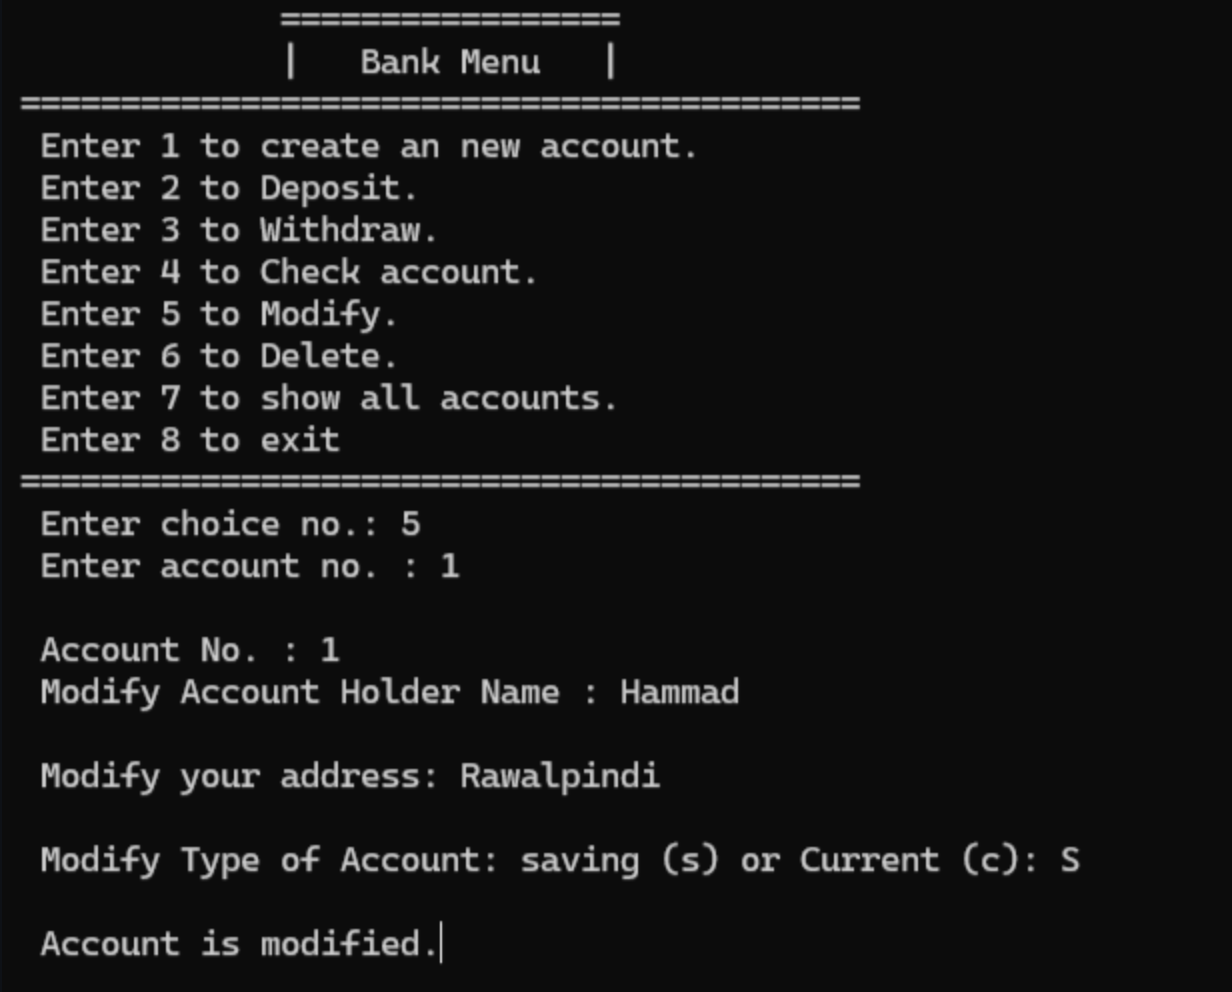 =================
|   Bank Menu   |
==========================================
Enter 1 to create an new account.
Enter 2 to Deposit.
Enter 3 to Withdraw.
Enter 4 to Check account.
Enter 5 to Modify.
Enter 6 to Delete.
Enter 7 to show all accounts.
Enter 8 to exit
==========================================
Enter choice no.: 5
Enter account no. : 1
Account No. : 1
Modify Account Holder Name : Hammad
Modify your address: Rawalpindi
Modify Type of Account: saving (s) or Current (c): S
Account is modified.